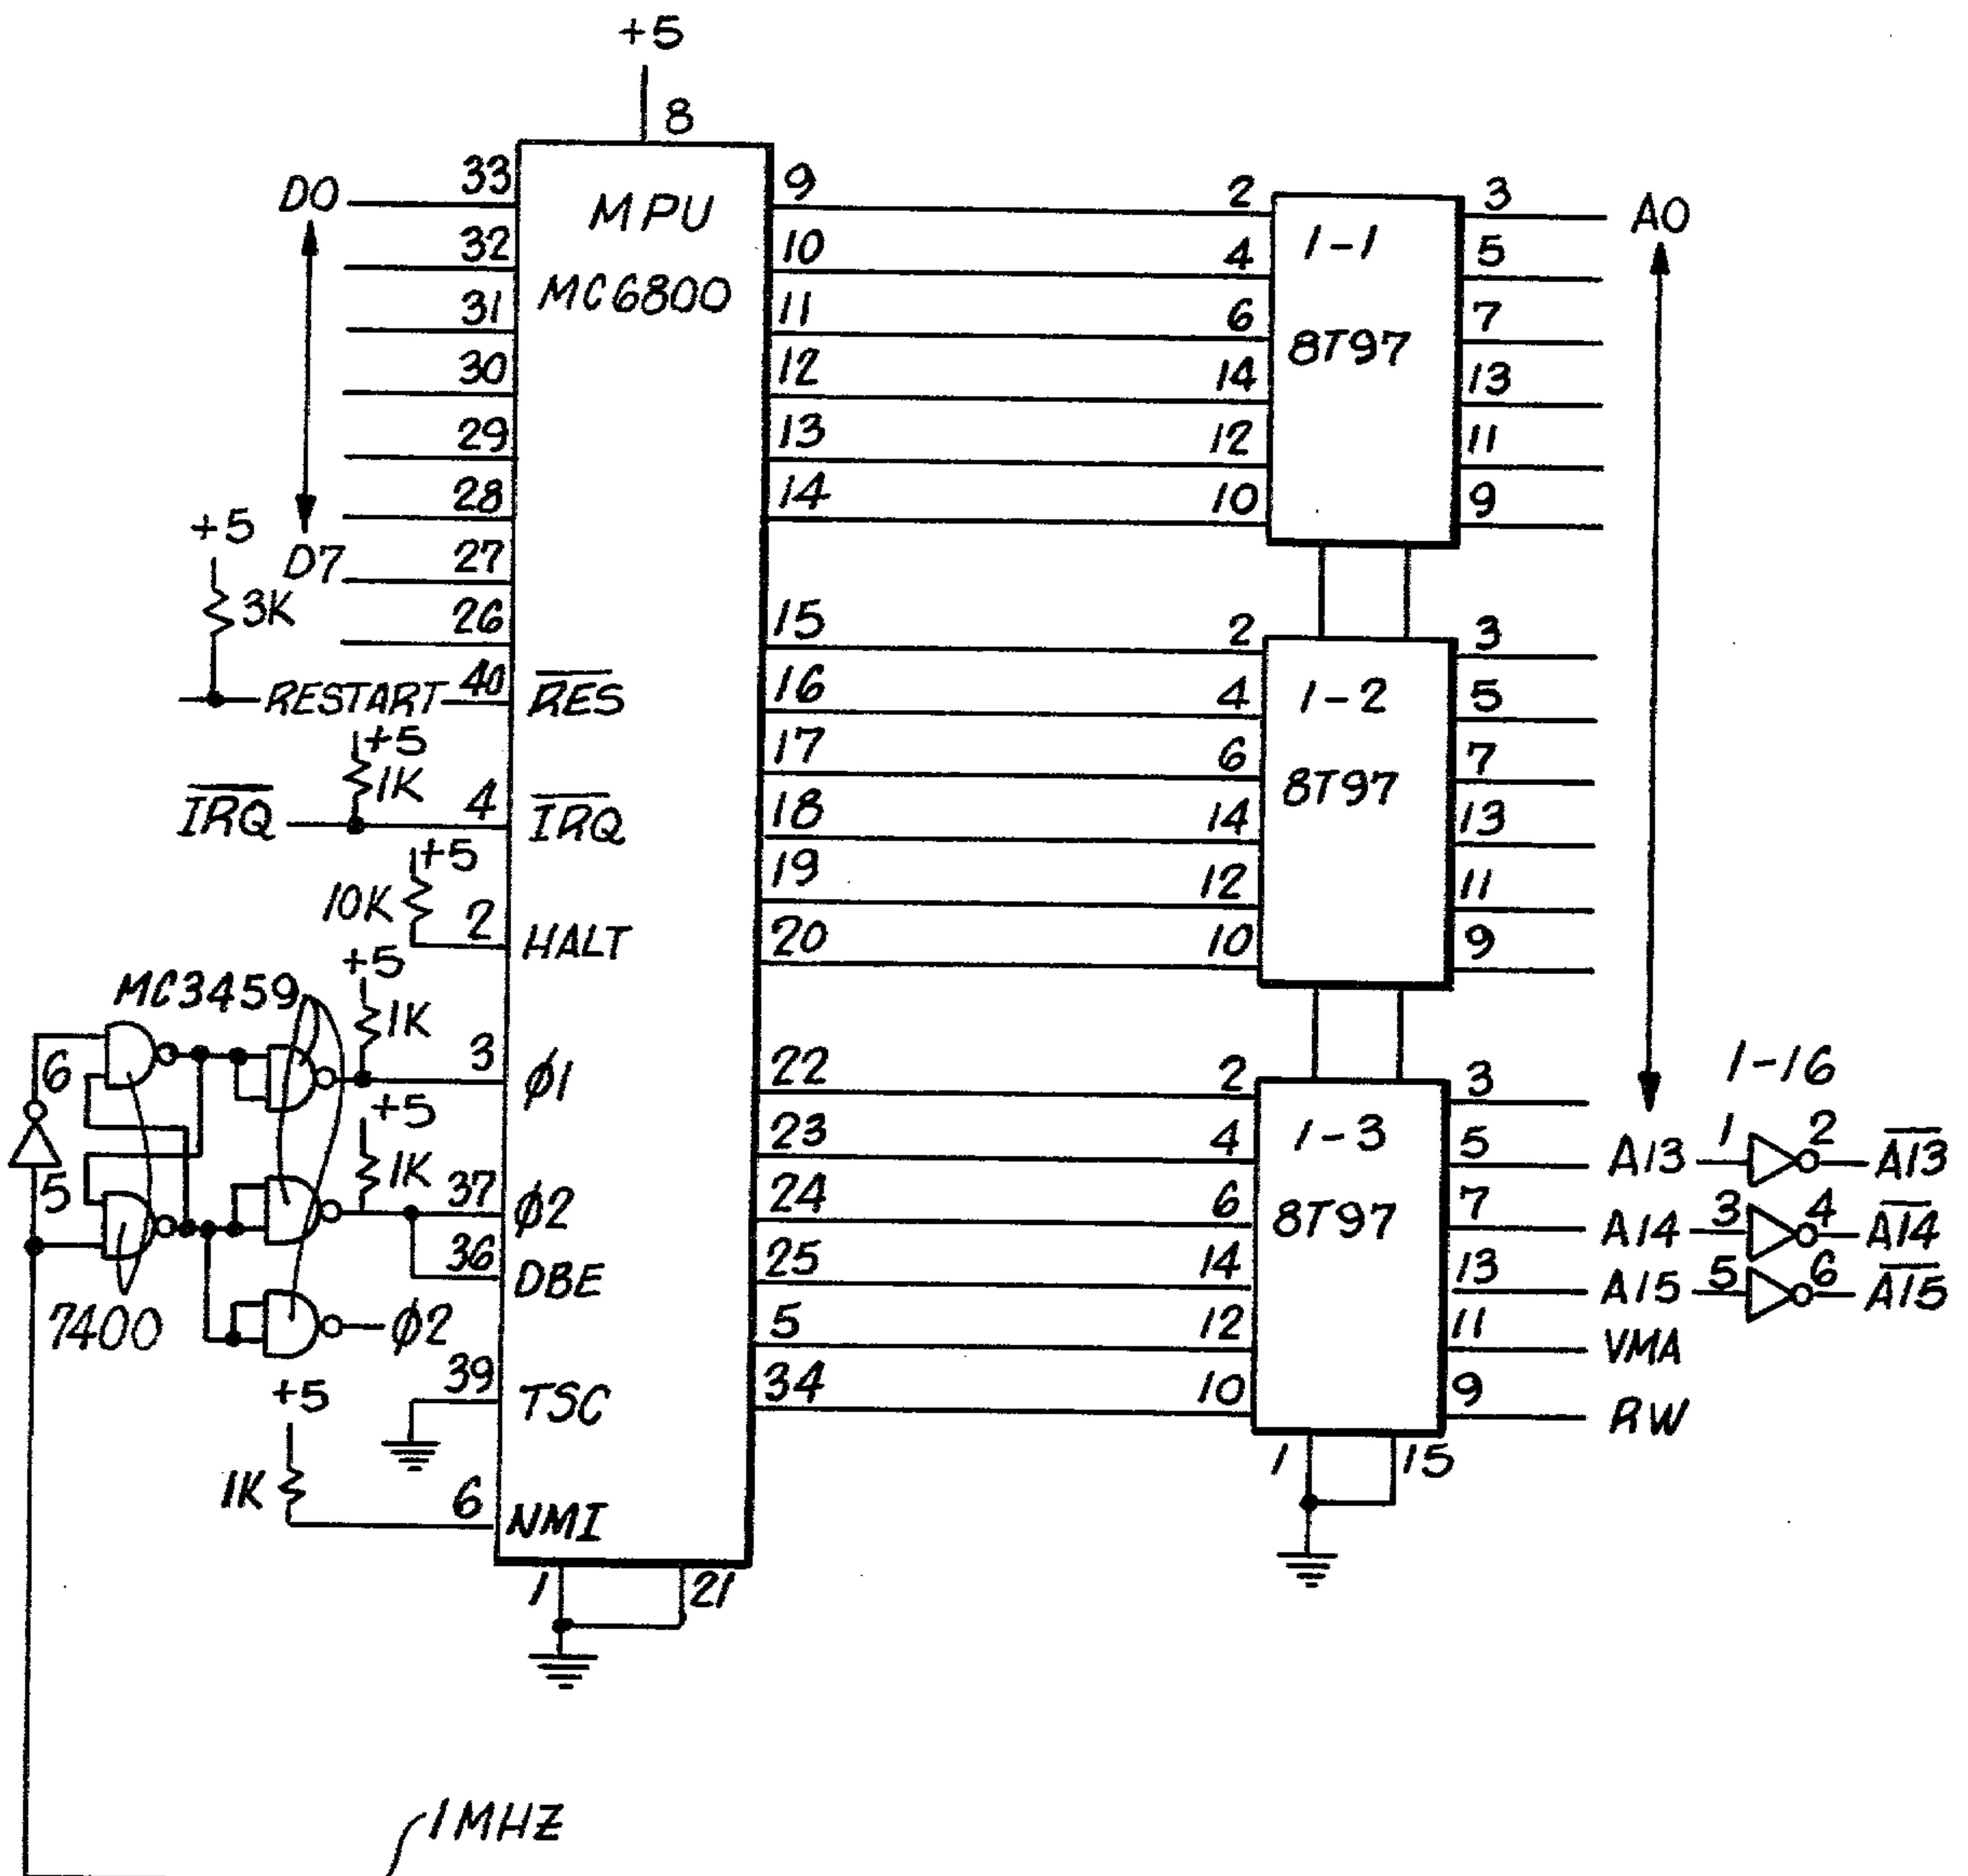 +5
8
MPU
MC6800
D0
33
32
31
30
29
28
27
26
D7
+5
3K
RESTART
40
R̅E̅S̅
+5
1K
I̅R̅Q̅
4
I̅R̅Q̅
+5
10K
2
HALT
MC3459
+5
1K
6
3
φ1
5
+5
1K
37
φ2
36
DBE
7400
φ2
39
TSC
+5
1K
6
NMI
1
21
1MHZ
9
10
11
12
13
14
15
16
17
18
19
20
22
23
24
25
5
34
2
4
6
14
12
10
1-1
8T97
3
5
7
13
11
9
A0
2
4
6
14
12
10
1-2
8T97
3
5
7
13
11
9
2
4
6
14
12
10
1-3
8T97
3
5
7
13
11
9
1
15
1-16
A13 1 2 A̅1̅3̅
A14 3 4 A̅1̅4̅
A15 5 6 A̅1̅5̅
VMA
RW